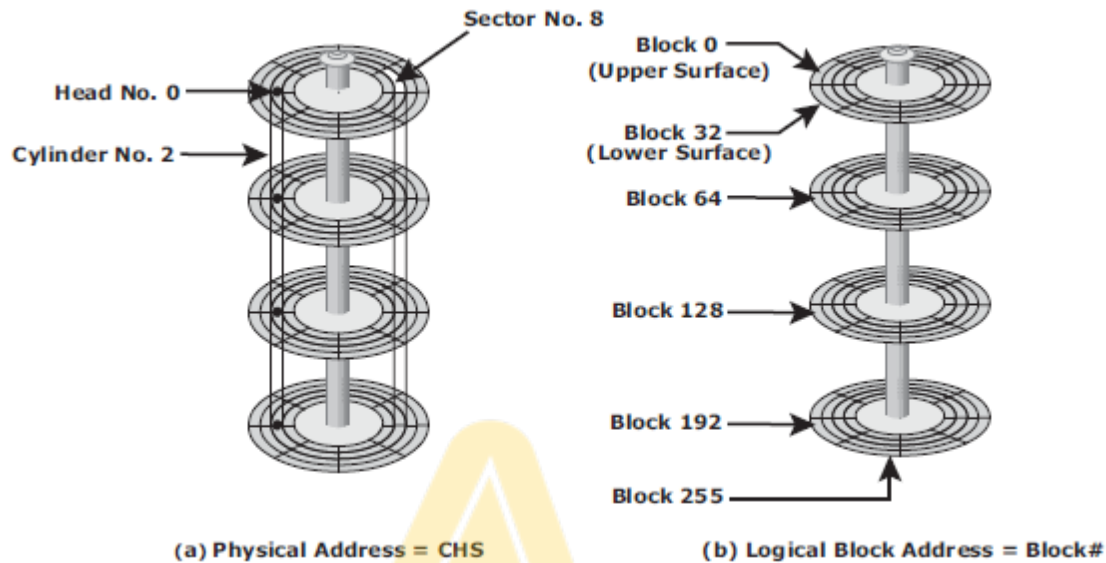 Sector No. 8
Head No. 0
Cylinder No. 2
(a) Physical Address = CHS
Block 0
(Upper Surface)
Block 32
(Lower Surface)
Block 64
Block 128
Block 192
Block 255
(b) Logical Block Address = Block#